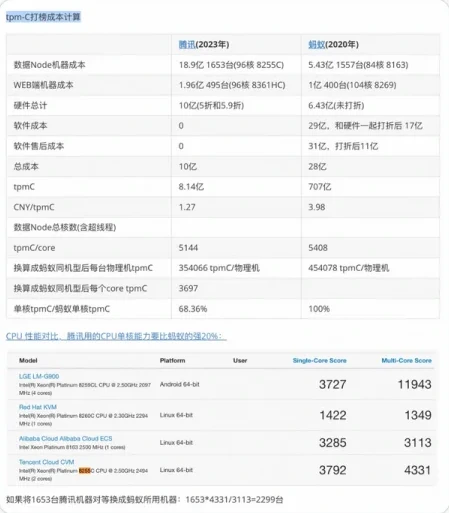 tpm-C打榜成本计算
腾讯(2023年) 蚂蚁(2020年)
数据Node机器成本 18.9亿 1653台(96核 8255C) 5.43亿 1557台(84核 8163)
WEB端机器成本 1.96亿 495台(96核 8361HC) 1亿 400台(104核 8269)
硬件总计 10亿(5折和5.9折) 6.43亿(未打折)
软件成本 0 29亿，和硬件一起打折后 17亿
软件售后成本 0 31亿，打折后11亿
总成本 10亿 28亿
tpmC 8.14亿 707亿
CNY/tpmC 1.27 3.98
数据Node总核数(含超线程)
tpmC/core 5144 5408
换算成蚂蚁同机型后每台物理机tpmC 354066 tpmC/物理机 454078 tpmC/物理机
换算成蚂蚁同机型后每个core tpmC 3697
单核tpmC/蚂蚁单核tpmC 68.36% 100%
CPU 性能对比，腾讯用的CPU单核能力要比蚂蚁的强20%：
Model Platform User Single-Core Score Multi-Core Score
LGE LM-G900
Intel(R) Xeon(R) Platinum 8259CL CPU @ 2.50GHz 2097 MHz (4 cores) Android 64-bit 3727 11943
Red Hat KVM
Intel(R) Xeon(R) Platinum 8260C CPU @ 2.30GHz 2294 MHz (1 cores) Linux 64-bit 1422 1349
Alibaba Cloud Alibaba Cloud ECS
Intel Xeon Platinum 8163 2500 MHz (1 cores) Linux 64-bit 3285 3113
Tencent Cloud CVM
Intel(R) Xeon(R) Platinum 8255C CPU @ 2.50GHz 2494 MHz (2 cores) Linux 64-bit 3792 4331
如果将1653台腾讯机器对等换成蚂蚁所用机器：1653*4331/3113=2299台